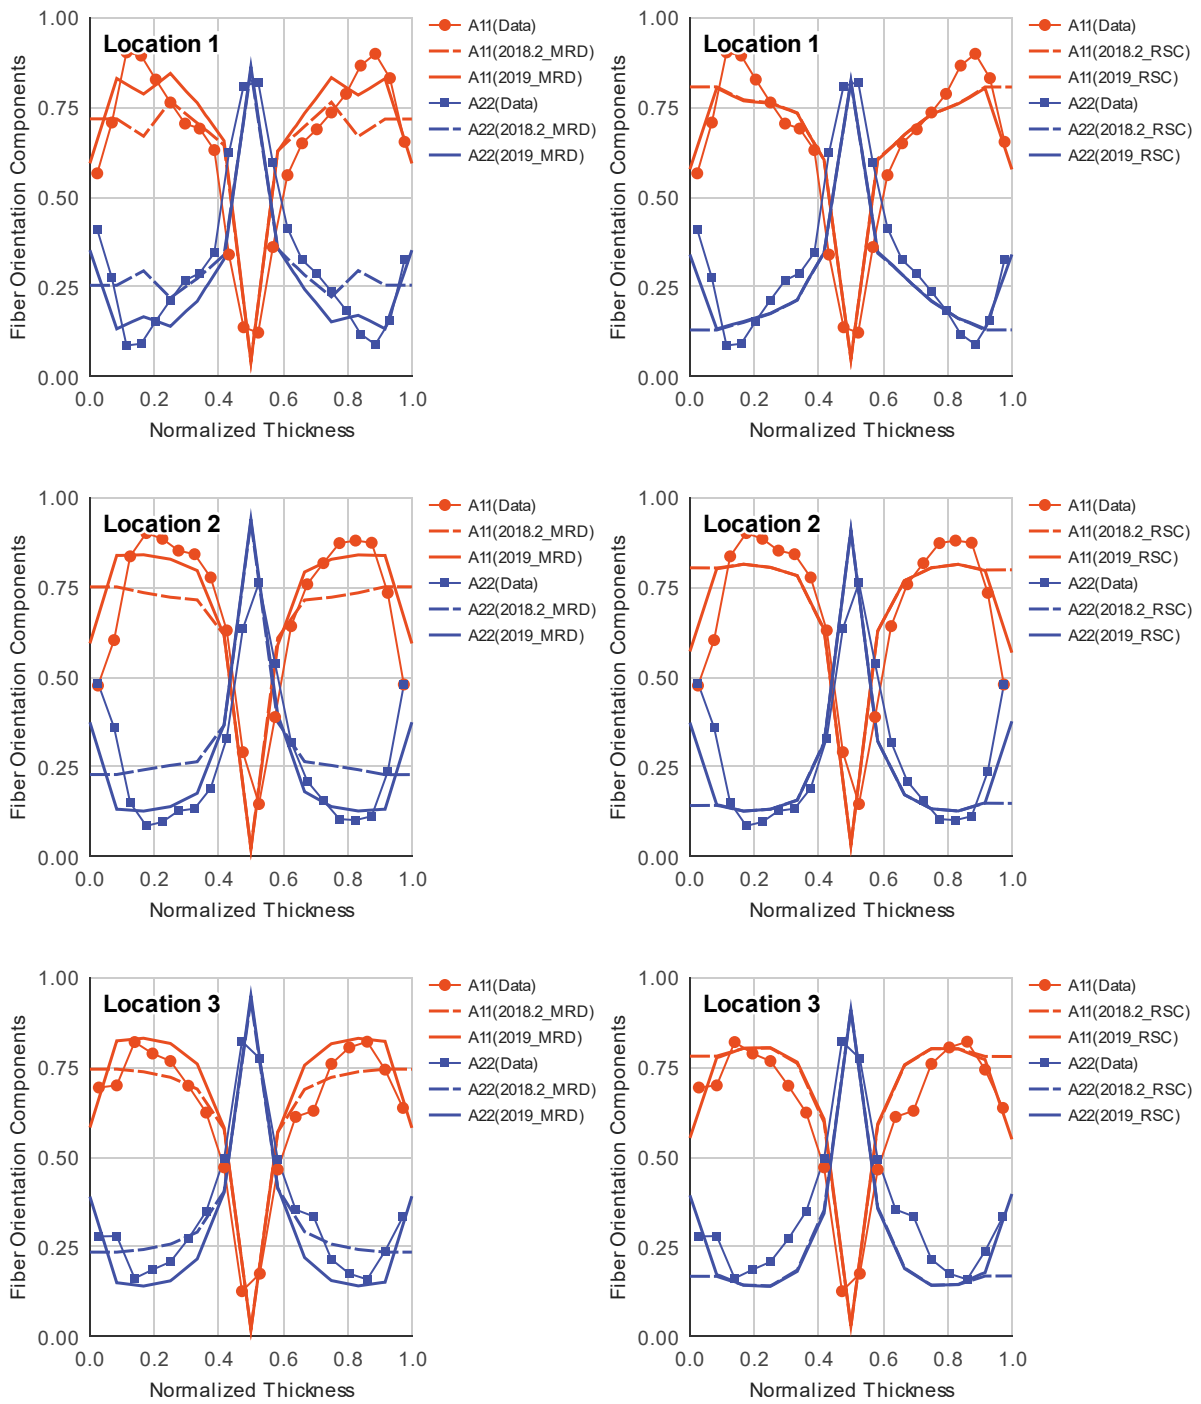 Location 1
Fiber Orientation Components
1.00
0.75
0.50
0.25
0.00
0.0 0.2 0.4 0.6 0.8 1.0
Normalized Thickness
A11(Data)
A11(2018.2_MRD)
A11(2019_MRD)
A22(Data)
A22(2018.2_MRD)
A22(2019_MRD)
Location 1
Fiber Orientation Components
1.00
0.75
0.50
0.25
0.00
0.0 0.2 0.4 0.6 0.8 1.0
Normalized Thickness
A11(Data)
A11(2018.2_RSC)
A11(2019_RSC)
A22(Data)
A22(2018.2_RSC)
A22(2019_RSC)
Location 2
Fiber Orientation Components
1.00
0.75
0.50
0.25
0.00
0.0 0.2 0.4 0.6 0.8 1.0
Normalized Thickness
A11(Data)
A11(2018.2_MRD)
A11(2019_MRD)
A22(Data)
A22(2018.2_MRD)
A22(2019_MRD)
Location 2
Fiber Orientation Components
1.00
0.75
0.50
0.25
0.00
0.0 0.2 0.4 0.6 0.8 1.0
Normalized Thickness
A11(Data)
A11(2018.2_RSC)
A11(2019_RSC)
A22(Data)
A22(2018.2_RSC)
A22(2019_RSC)
Location 3
Fiber Orientation Components
1.00
0.75
0.50
0.25
0.00
0.0 0.2 0.4 0.6 0.8 1.0
Normalized Thickness
A11(Data)
A11(2018.2_MRD)
A11(2019_MRD)
A22(Data)
A22(2018.2_MRD)
A22(2019_MRD)
Location 3
Fiber Orientation Components
1.00
0.75
0.50
0.25
0.00
0.0 0.2 0.4 0.6 0.8 1.0
Normalized Thickness
A11(Data)
A11(2018.2_RSC)
A11(2019_RSC)
A22(Data)
A22(2018.2_RSC)
A22(2019_RSC)